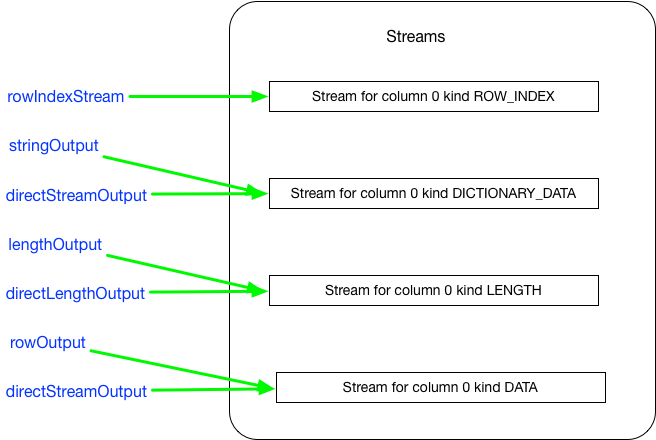 Streams
rowIndexStream
Stream for column 0 kind ROW_INDEX
stringOutput
directStreamOutput
Stream for column 0 kind DICTIONARY_DATA
lengthOutput
directLengthOutput
Stream for column 0 kind LENGTH
rowOutput
directStreamOutput
Stream for column 0 kind DATA